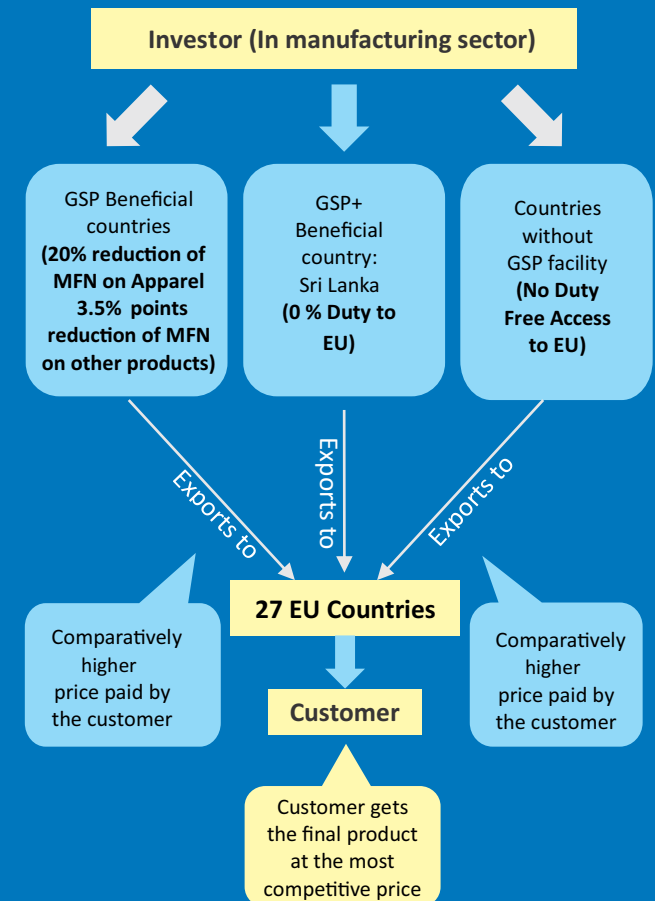 Investor (In manufacturing sector)
GSP Beneficial
countries
(20% reduction of
MFN on Apparel
3.5% points
reduction of MFN
on other products)
GSP+
Beneficial
country:
Sri Lanka
(0 % Duty to
EU)
Countries
without
GSP facility
(No Duty
Free Access
to EU)
Exports to
Exports to
Exports to
27 EU Countries
Comparatively
higher
price paid by
the customer
Comparatively
higher
price paid by
the customer
Customer
Customer gets
the final product
at the most
competitive price